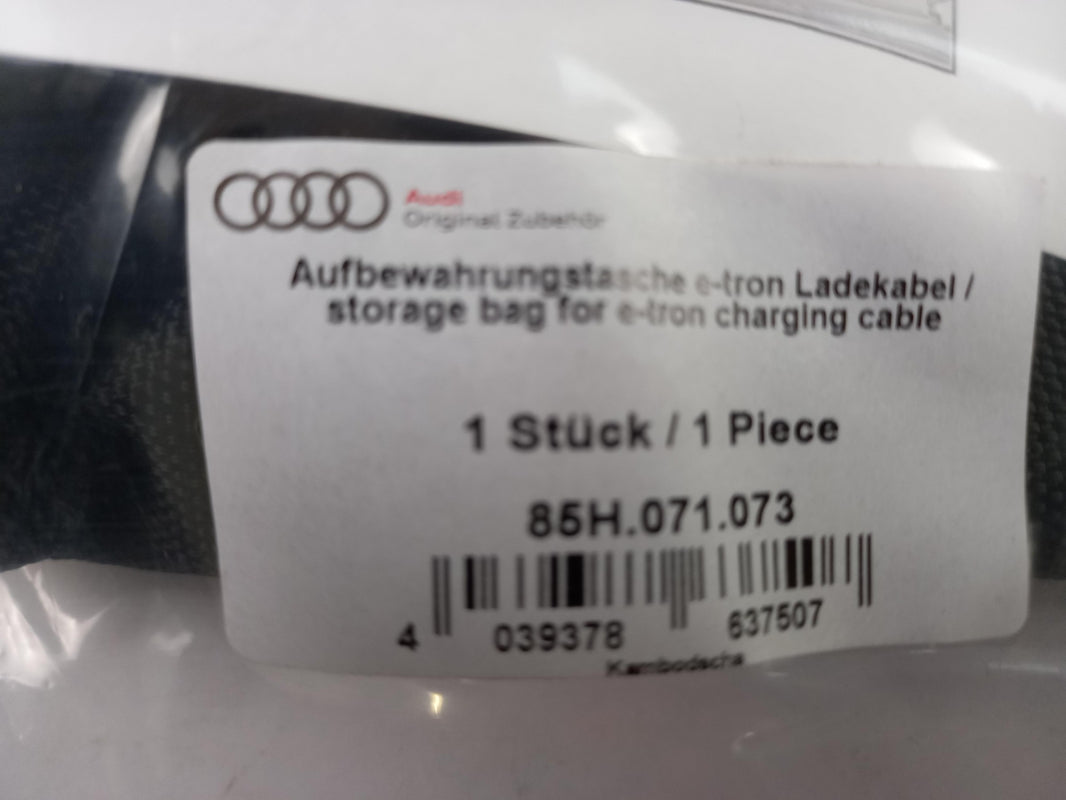 Audi
Original Zubehör
Aufbewahrungstasche e-tron Ladekabel /
storage bag for e-tron charging cable
1 Stück / 1 Piece
85H.071.073
4 039378 637507
Kambodscha